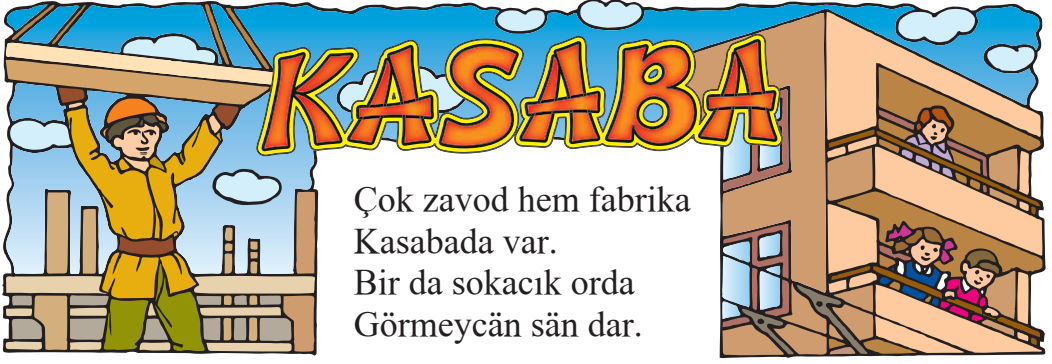 KASABA
Çok zavod hem fabrika
Kasabada var.
Bir da sokacık orda
Görmeycän sän dar.